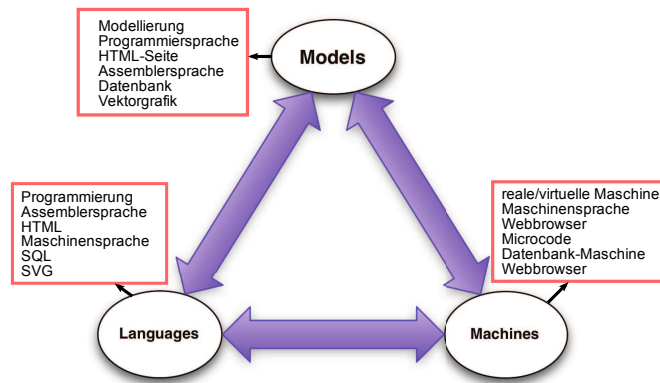 Modellierung
Programmiersprache
HTML-Seite
Assemblersprache
Datenbank
Vektorgrafik
Models
Programmierung
Assemblersprache
HTML
Maschinensprache
SQL
SVG
reale/virtuelle Maschine
Maschinensprache
Webbrowser
Microcode
Datenbank-Maschine
Webbrowser
Languages
Machines